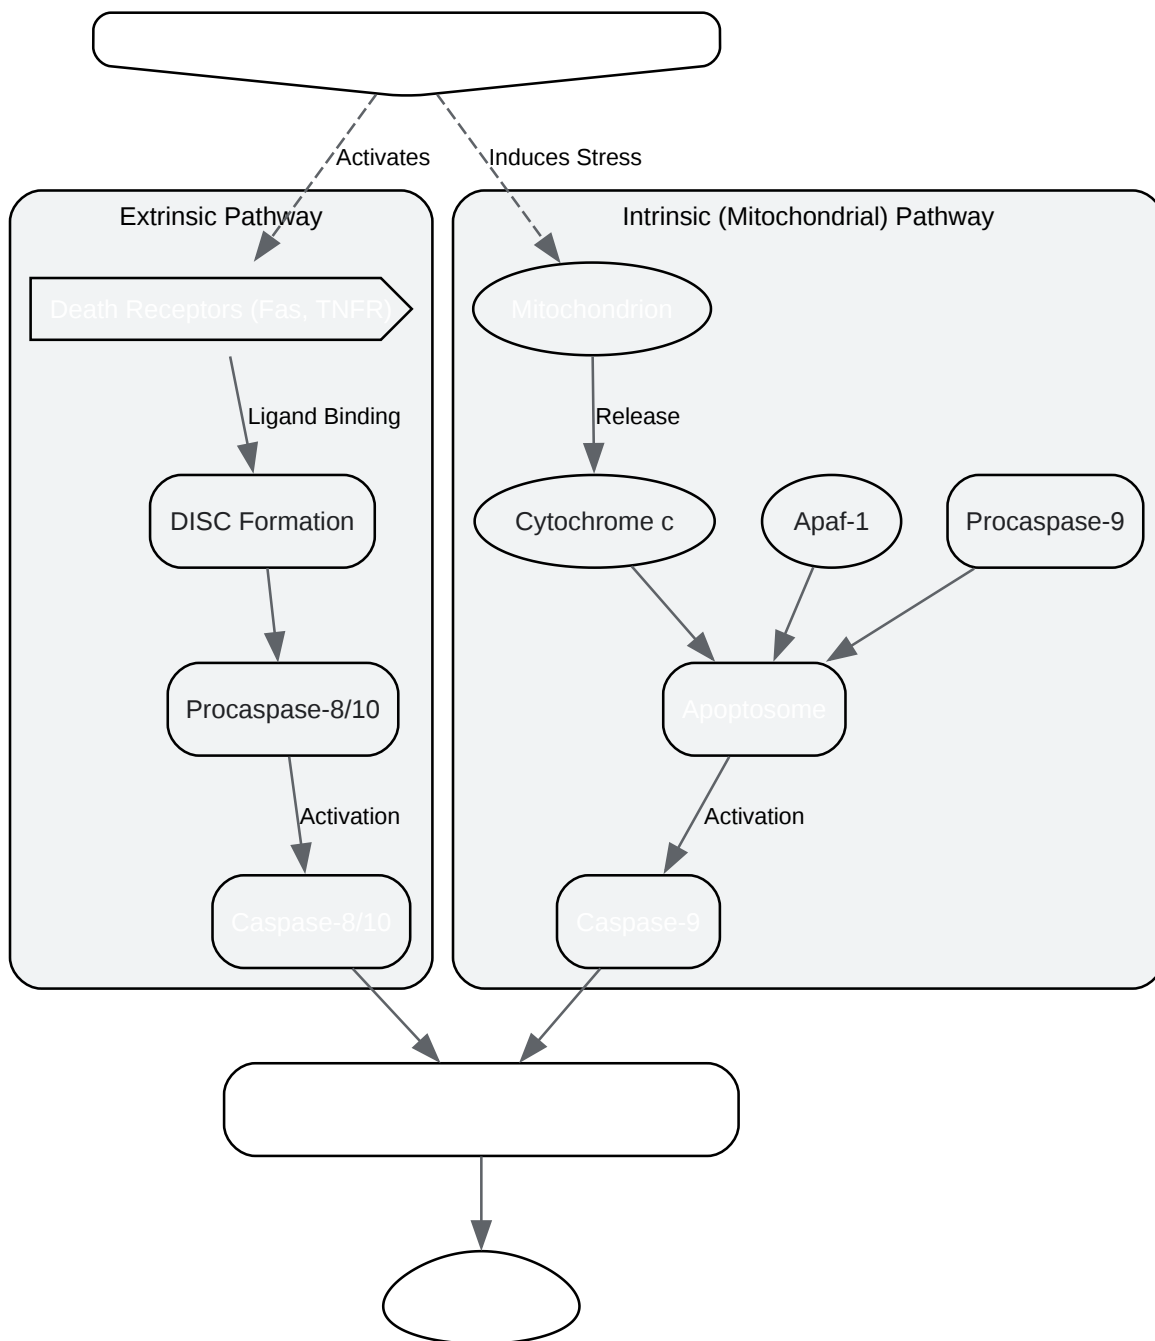 Activates
Induces Stress
Extrinsic Pathway
Intrinsic (Mitochondrial) Pathway
Death Receptors (Fas, TNFR)
Mitochondrion
Ligand Binding
Release
DISC Formation
Cytochrome c
Apaf-1
Procaspase-9
Procaspase-8/10
Apoptosome
Activation
Activation
Caspase-8/10
Caspase-9